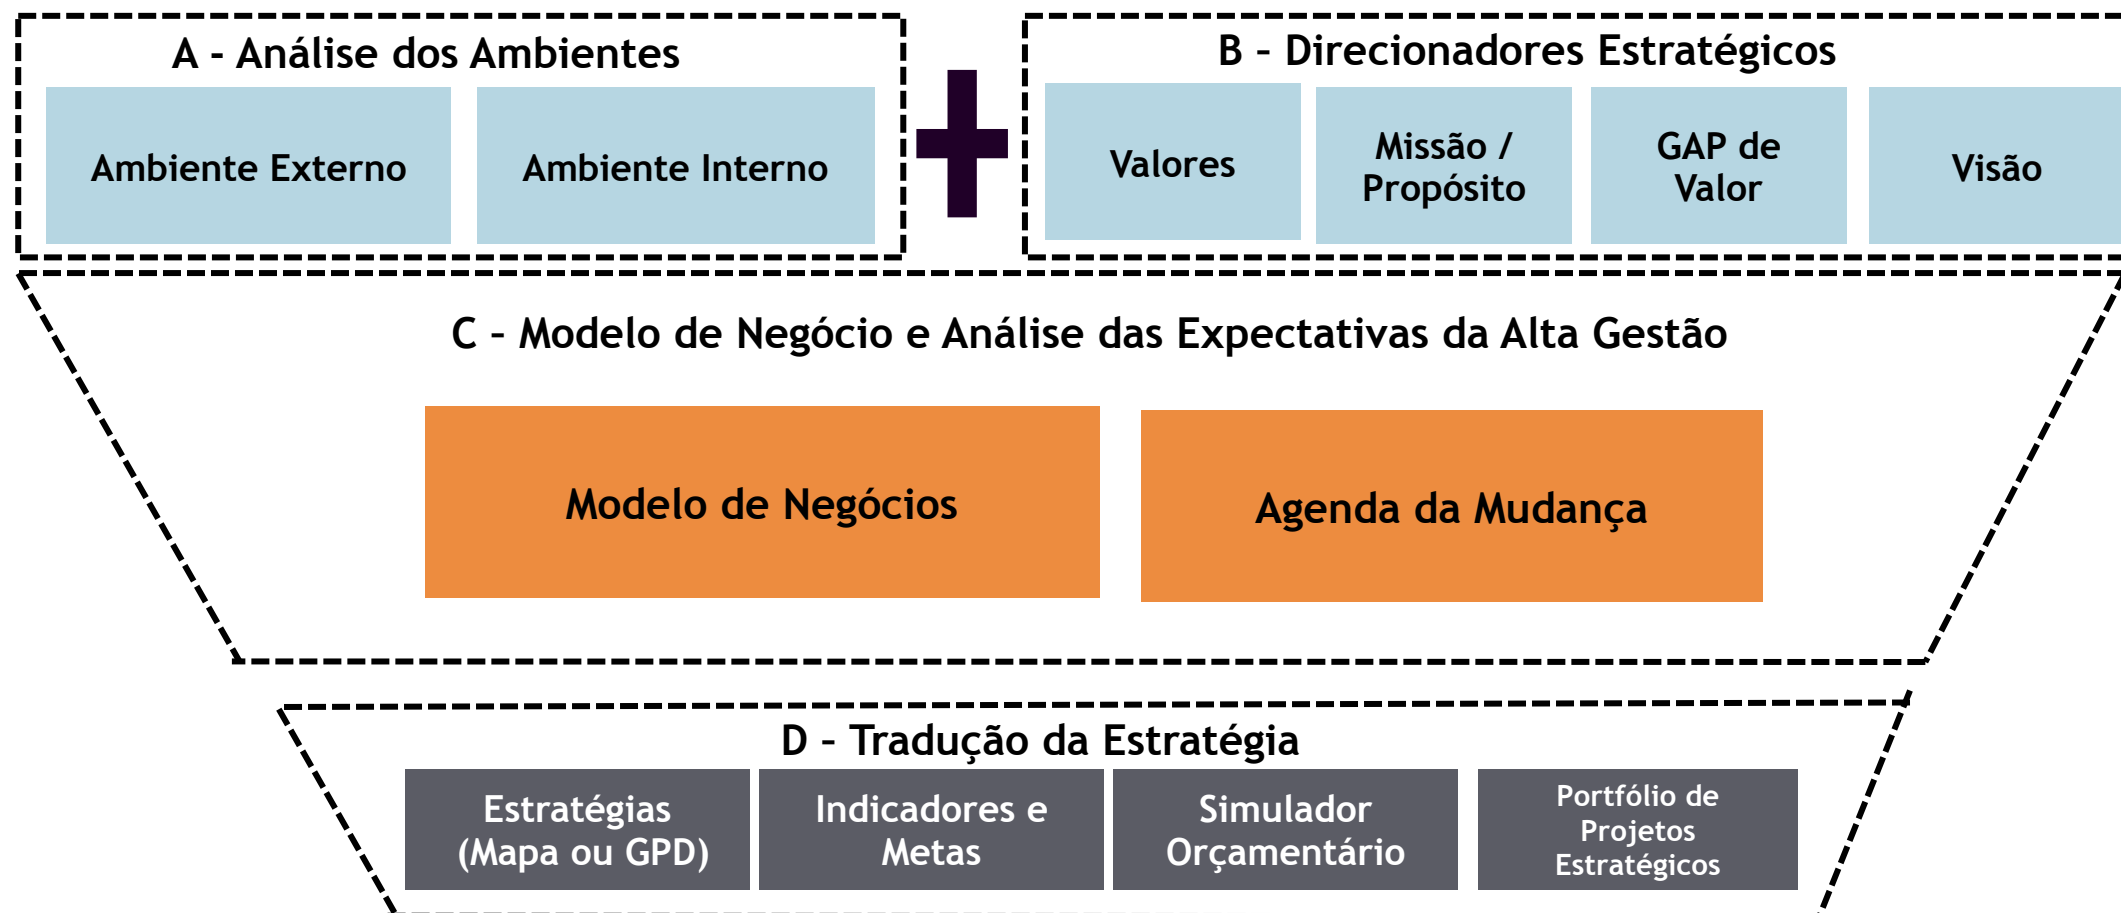 A - Análise dos Ambientes
B – Direcionadores Estratégicos
Ambiente Externo
Ambiente Interno
Valores
Missão /
Propósito
GAP de
Valor
Visão
C – Modelo de Negócio e Análise das Expectativas da Alta Gestão
Modelo de Negócios
Agenda da Mudança
D – Tradução da Estratégia
Estratégias
(Mapa ou GPD)
Indicadores e
Metas
Simulador
Orçamentário
Portfólio de
Projetos
Estratégicos